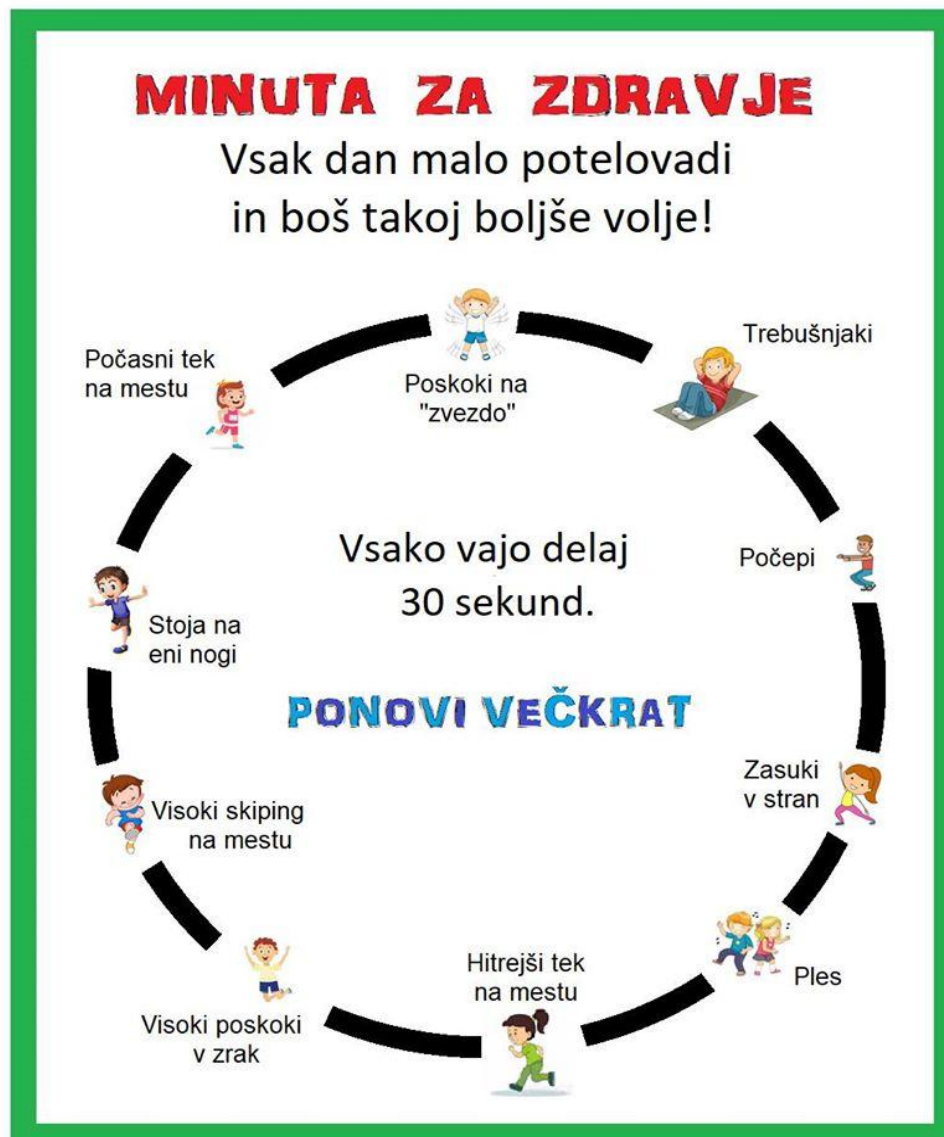 MINUTA ZA ZDRAVJE
Vsak dan malo potelovadi
in boš takoj boljše volje!
Poskoki na
"zvezdo"
Trebušnjaki
Počepi
Zasuki
v stran
Ples
Hitrejši tek
na mestu
Visoki poskoki
v zrak
Visoki skiping
na mestu
Stoja na
eni nogi
Počasni tek
na mestu
Vsako vajo delaj
30 sekund.
PONOVI VEČKRAT